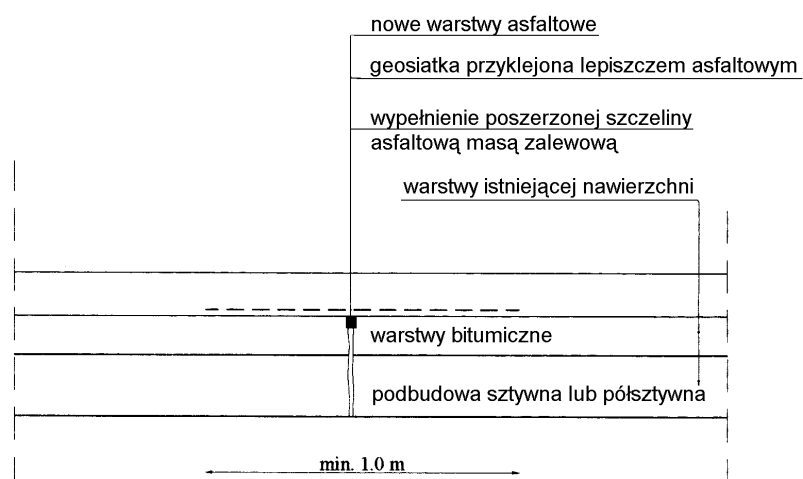 nowe warstwy asfaltowe
geosiatka przyklejona lepiszczem asfaltowym
wypełnienie poszerzonej szczeliny
asfaltową masą zalewową
warstwy istniejącej nawierzchni
warstwy bitumiczne
podbudowa sztywna lub półsztywna
min. 1.0 m